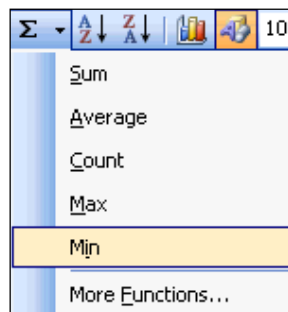 Σ A Z Z A 10
Sum
Average
Count
Max
Min
More Functions...